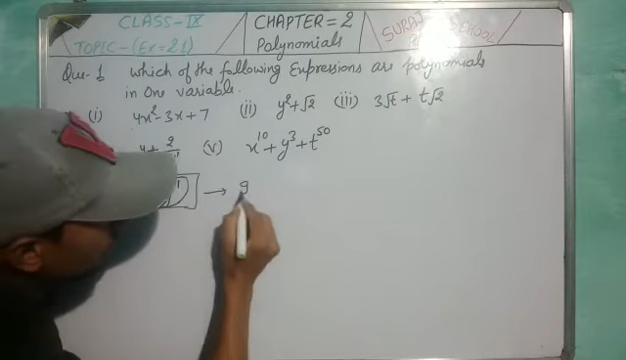 CLASS-IX
TOPIC-(Ex=2.1)
CHAPTER=2
Polynomials
SCHOOL
Que-1 which of the following Expressions are polynomials
in one variable.
(i) 4x²-3x+7 (ii) y²+√2 (iii) 3√t + t√2
(v) x¹⁰+y³+t⁵⁰
→ g